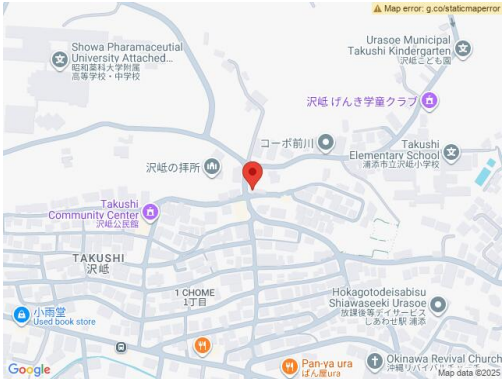 Map error: g.co/staticmaperror
Urasoe Municipal
Takushi Kindergarten
沢岻こども園
Showa Pharmaceutial
University Attached...
昭和薬科大学附属
高等学校・中学校
沢岻 げんき学童クラブ
コーポ前川
Takushi
Elementary School
浦添市立沢岻小学校
沢岻の拝所
Takushi
Community Center
沢岻公民館
TAKUSHI
沢岻
1 CHOME
1丁目
Hokagotodeisabisu
Shiawaseeki Urasoe
放課後等デイサービス
しあわせ駅 浦添
小雨堂
Used book store
Pan-ya ura
ぱん屋ura
Okinawa Revival Church
沖縄リバイバルチャーチ
Google
Map data ©2025